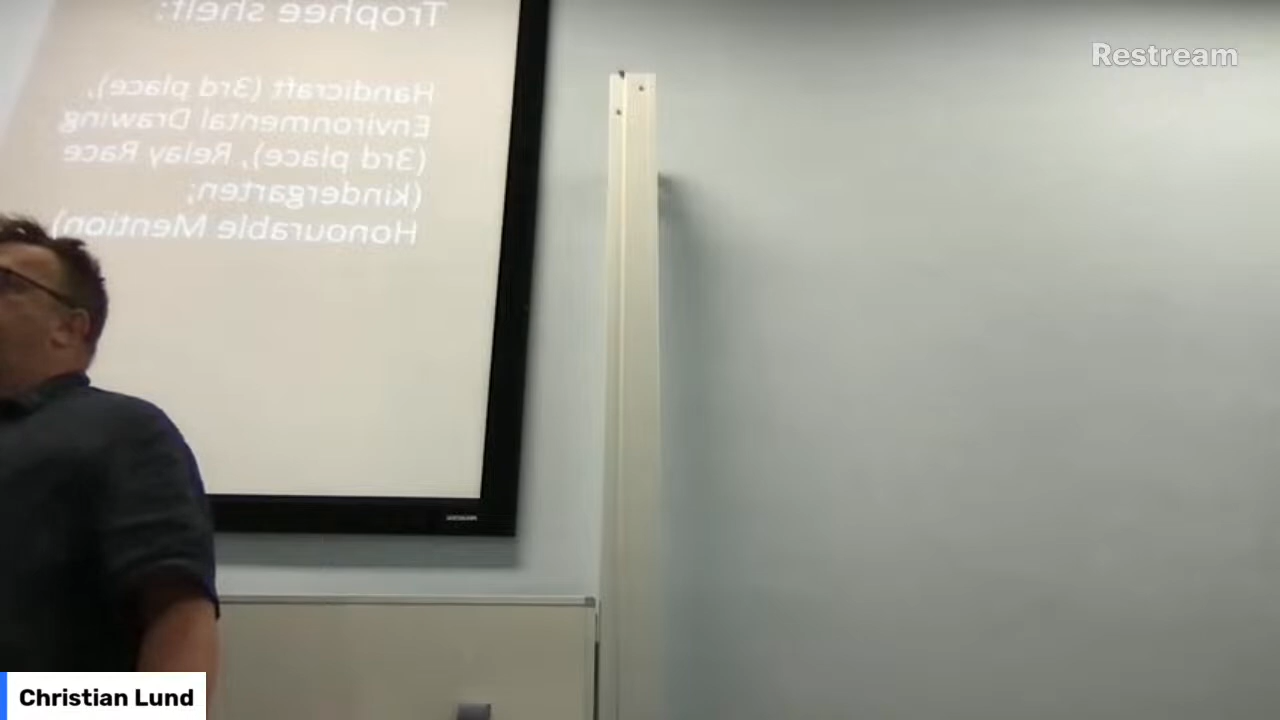 Trophee shelf:
Handicraft (3rd place),
Environmental Drawing
(3rd place), Relay Race
(kindergarten;
Honourable Mention)
Restream
Christian Lund